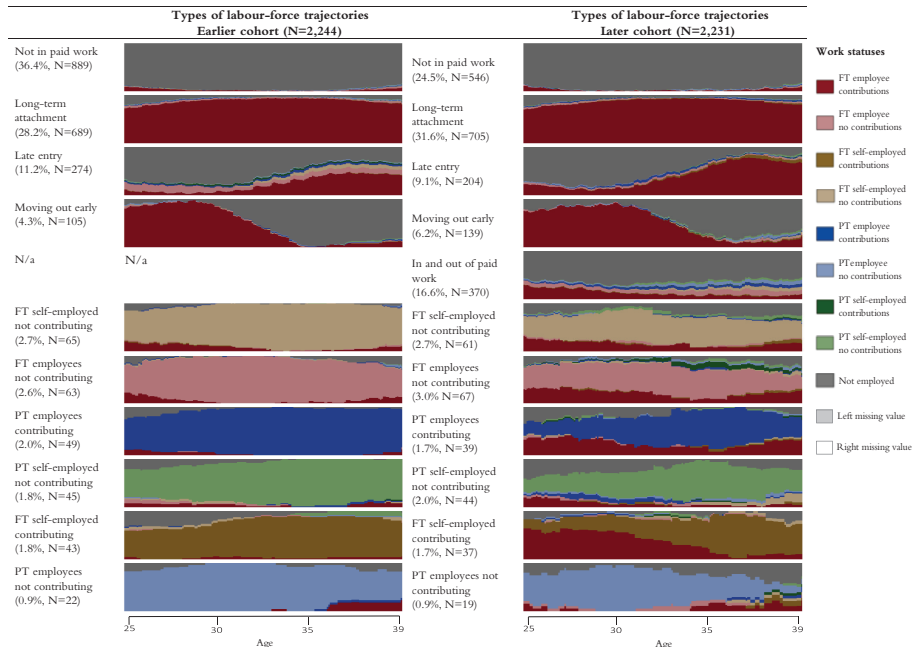 Types of labour-force trajectories
Earlier cohort (N=2,244)
Types of labour-force trajectories
Later cohort (N=2,231)
Not in paid work
(36.4%, N=889)
Long-term
attachment
(28.2%, N=689)
Late entry
(11.2%, N=274)
Moving out early
(4.3%, N=105)
N/a
N/a
FT self-employed
not contributing
(2.7%, N=65)
FT employees
not contributing
(2.6%, N=63)
PT employees
contributing
(2.0%, N=49)
PT self-employed
not contributing
(1.8%, N=45)
FT self-employed
contributing
(1.8%, N=43)
PT employees
not contributing
(0.9%, N=22)
25
30
35
39
Age
Not in paid work
(24.5%, N=546)
Long-term
attachment
(31.6%, N=705)
Late entry
(9.1%, N=204)
Moving out early
(6.2%, N=139)
In and out of paid
work
(16.6%, N=370)
FT self-employed
not contributing
(2.7%, N=61)
FT employees
not contributing
(3.0% N=67)
PT employees
contributing
(1.7%, N=39)
PT self-employed
not contributing
(2.0%, N=44)
FT self-employed
contributing
(1.7%, N=37)
PT employees not
contributing
(0.9%, N=19)
25
30
35
39
Age
Work statuses
FT employee
contributions
FT employee
no contributions
FT self-employed
contributions
FT self-employed
no contributions
PT employee
contributions
PT employee
no contributions
PT self-employed
contributions
PT self-employed
no contributions
Not employed
Left missing value
Right missing value